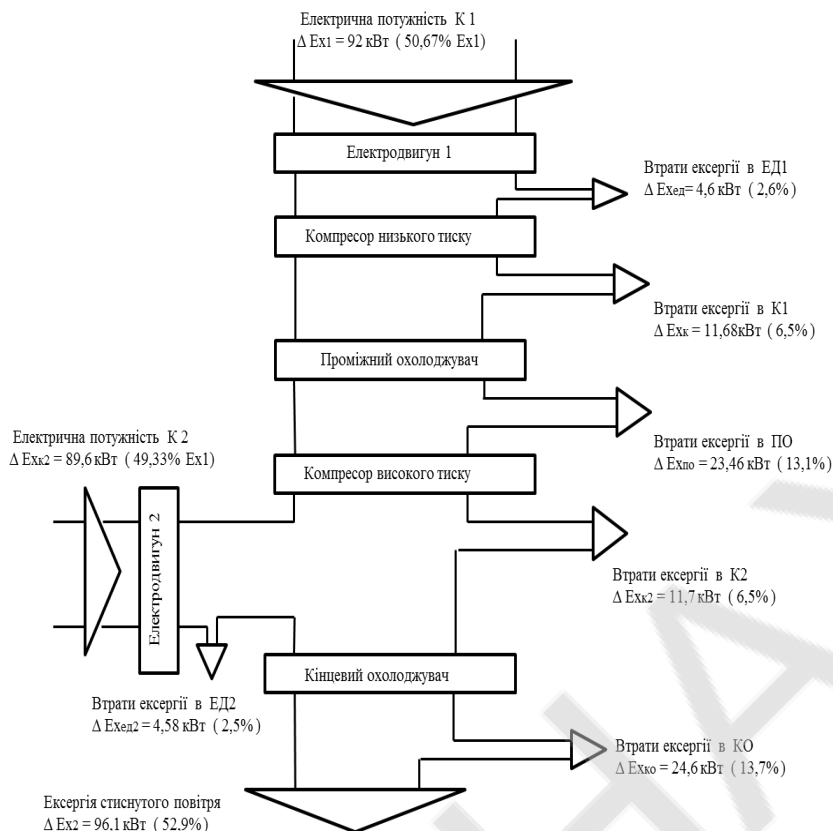 Електрична потужність К 1
Δ Ex1 = 92 кВт ( 50,67% Ex1)
Електродвигун 1
Втрати ексергії в ЕД1
Δ Exед= 4,6 кВт ( 2,6%)
Компресор низького тиску
Втрати ексергії в К1
Δ Exк = 11,68кВт ( 6,5%)
Проміжний охолоджувач
Втрати ексергії в ПО
Δ Exпо = 23,46 кВт ( 13,1%)
Електрична потужність К 2
Δ Exк2 = 89,6 кВт ( 49,33% Ex1)
Компресор високого тиску
Електродвигун 2
Втрати ексергії в К2
Δ Exк2 = 11,7 кВт ( 6,5%)
Кінцевий охолоджувач
Втрати ексергії в ЕД2
Δ Exед2 = 4,58 кВт ( 2,5%)
Втрати ексергії в КО
Δ Exко = 24,6 кВт ( 13,7%)
Ексергія стиснутого повітря
Δ Ex2 = 96,1 кВт ( 52,9%)